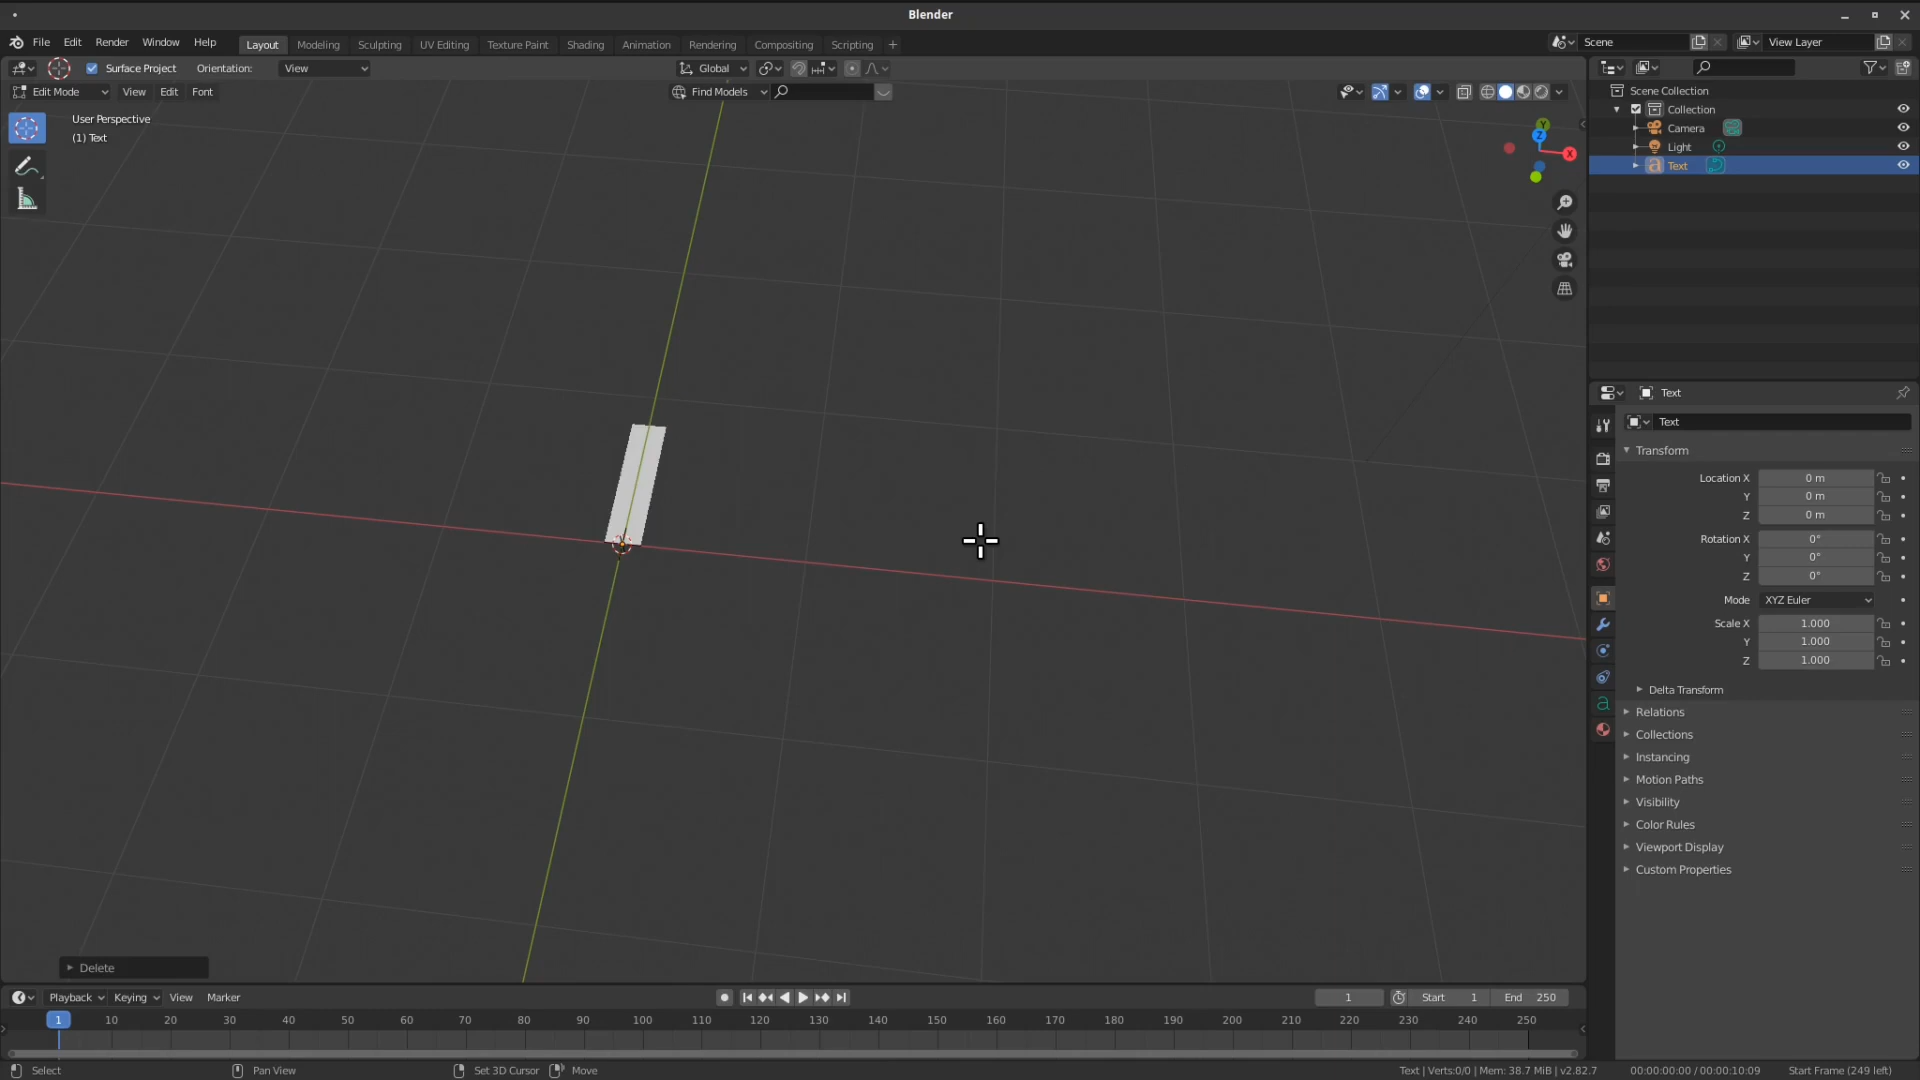 Blender
File Edit Render Window Help Layout Modeling Sculpting UV Editing Texture Paint Shading Animation Rendering Compositing Scripting + Scene View Layer
Surface Project Orientation: View Global
Edit Mode View Edit Font Find Models
User Perspective
(1) Text
Y
Z
X
Scene Collection
Collection
Camera
Light
Text
Text
Text
Transform
Location X 0 m
Y 0 m
Z 0 m
Rotation X 0°
Y 0°
Z 0°
Mode XYZ Euler
Scale X 1.000
Y 1.000
Z 1.000
Delta Transform
Relations
Collections
Instancing
Motion Paths
Visibility
Color Rules
Viewport Display
Custom Properties
Delete
Playback Keying View Marker 1 Start 1 End 250
1 10 20 30 40 50 60 70 80 90 100 110 120 130 140 150 160 170 180 190 200 210 220 230 240 250
Select Pan View Set 3D Cursor Move Text | Verts:0/0 | Mem: 38.7 MiB | v2.82.7 00:00:00:00 / 00:00:10:09 Start Frame (249 left)